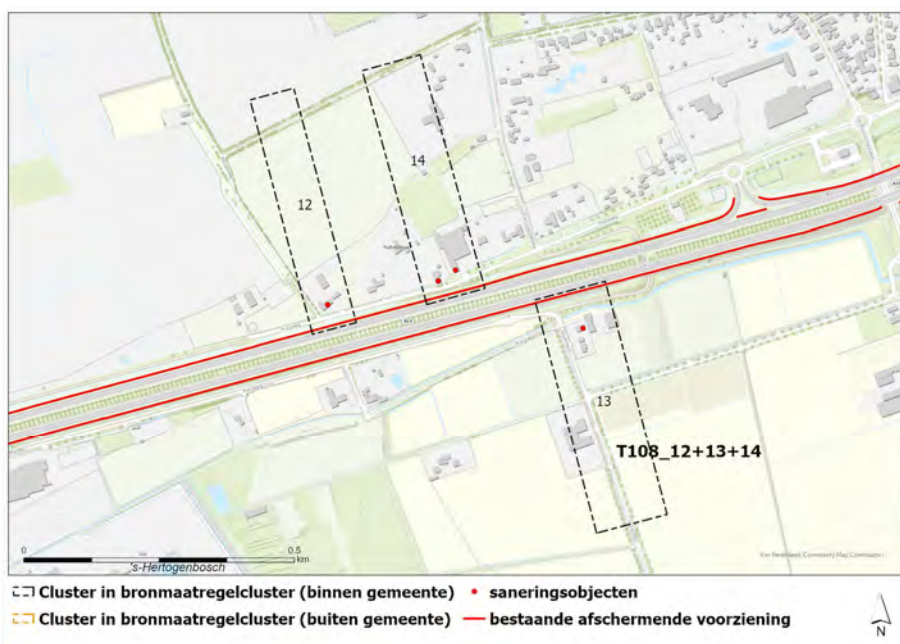 14
12
13
T108_12+13+14
0
0.5
km
's-Hertogenbosch
Cluster in bronmaatregelcluster (binnen gemeente)
saneringsobjecten
Cluster in bronmaatregelcluster (buiten gemeente)
bestaande afschermende voorziening
N